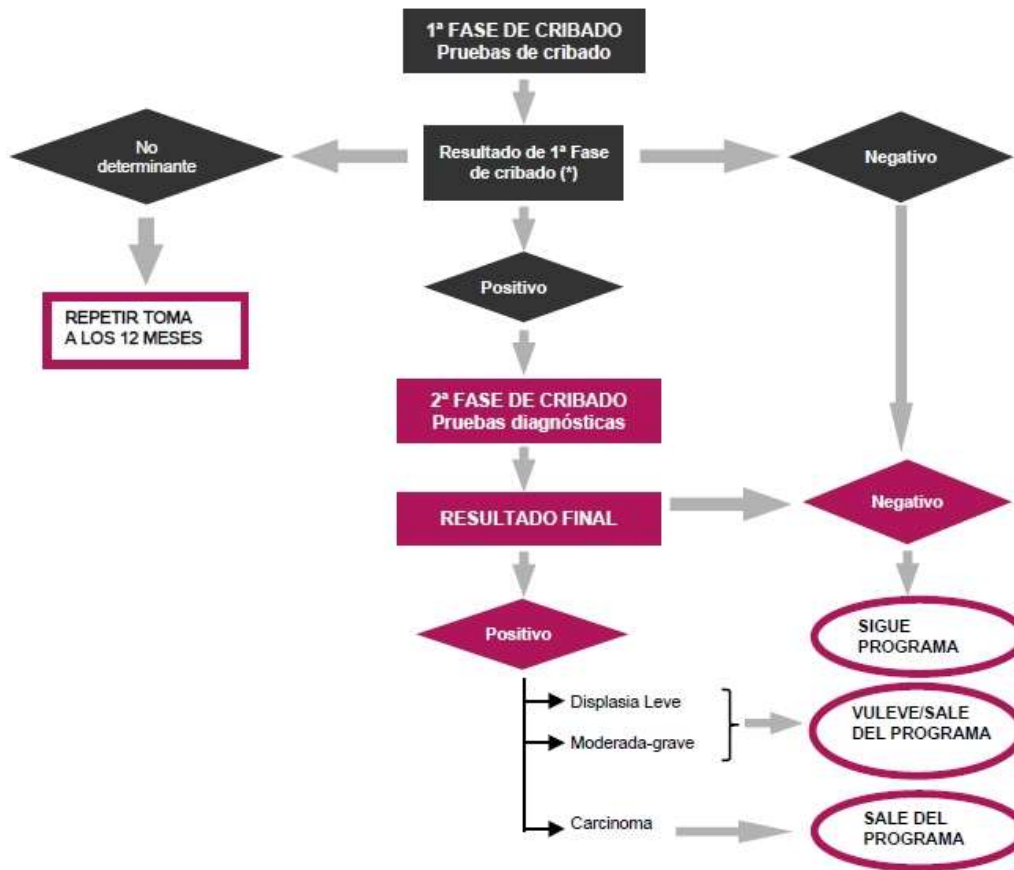 1ª FASE DE CRIBADO
Pruebas de cribado
No
determinante
Resultado de 1ª Fase
de cribado (*)
Negativo
Positivo
REPETIR TOMA
A LOS 12 MESES
2ª FASE DE CRIBADO
Pruebas diagnósticas
RESULTADO FINAL
Negativo
Positivo
SIGUE
PROGRAMA
Displasia Leve
Moderada-grave
VULEVE/SALE
DEL PROGRAMA
Carcinoma
SALE DEL
PROGRAMA